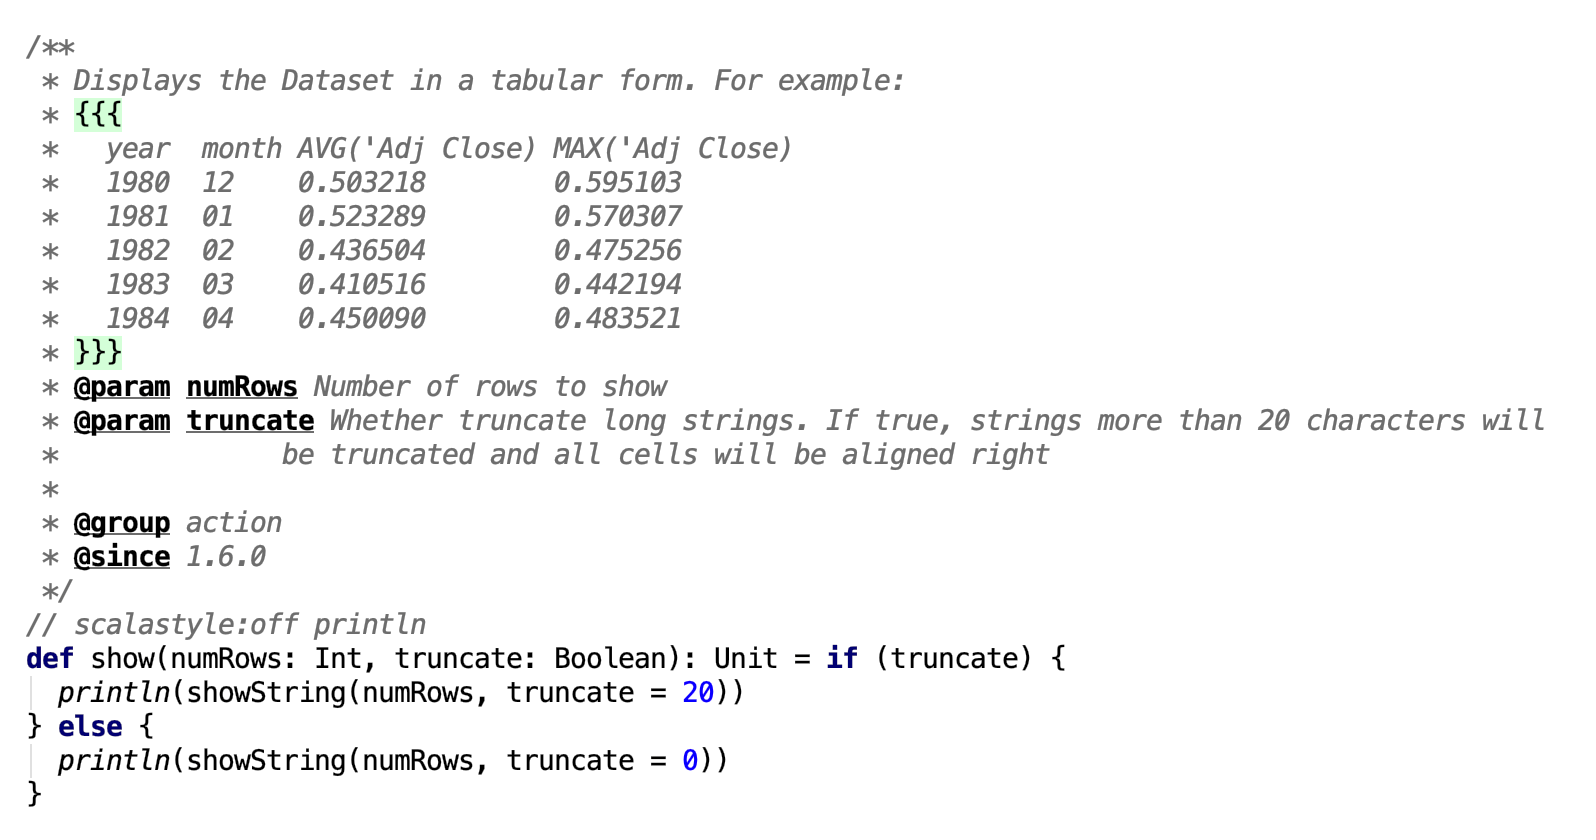 /**
 * Displays the Dataset in a tabular form. For example:
 * {{{
 *   year  month AVG('Adj Close) MAX('Adj Close)
 *   1980  12    0.503218        0.595103
 *   1981  01    0.523289        0.570307
 *   1982  02    0.436504        0.475256
 *   1983  03    0.410516        0.442194
 *   1984  04    0.450090        0.483521
 * }}}
 * @param numRows Number of rows to show
 * @param truncate Whether truncate long strings. If true, strings more than 20 characters will
 *              be truncated and all cells will be aligned right
 *
 * @group action
 * @since 1.6.0
 */
// scalastyle:off println
def show(numRows: Int, truncate: Boolean): Unit = if (truncate) {
  println(showString(numRows, truncate = 20))
} else {
  println(showString(numRows, truncate = 0))
}